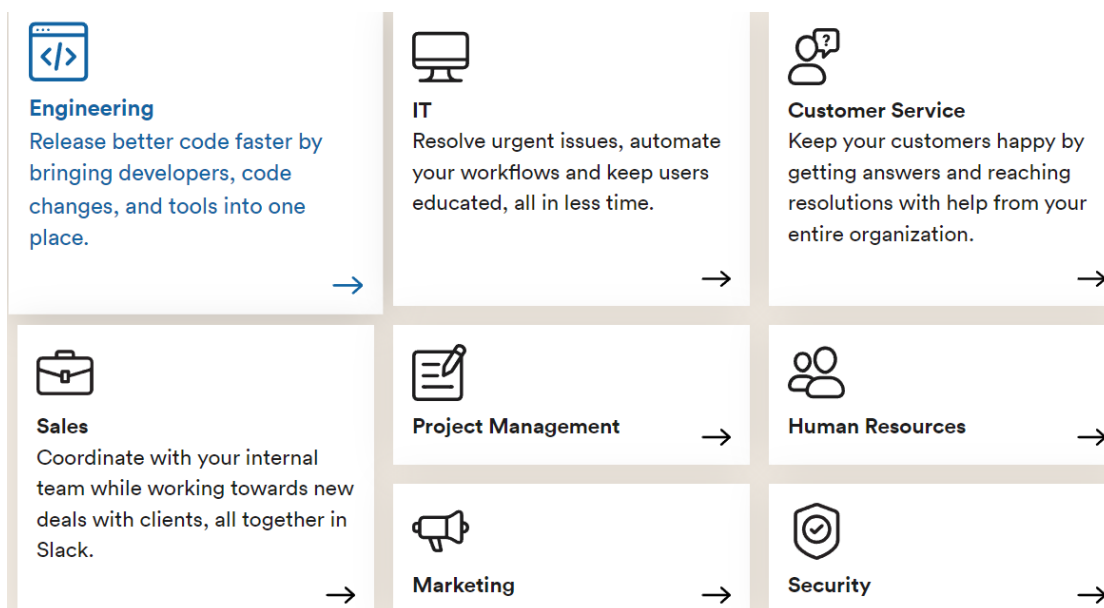 Engineering
Release better code faster by
bringing developers, code
changes, and tools into one
place.
IT
Resolve urgent issues, automate
your workflows and keep users
educated, all in less time.
?
Customer Service
Keep your customers happy by
getting answers and reaching
resolutions with help from your
entire organization.
Sales
Coordinate with your internal
team while working towards new
deals with clients, all together in
Slack.
Project Management
Human Resources
Marketing
Security